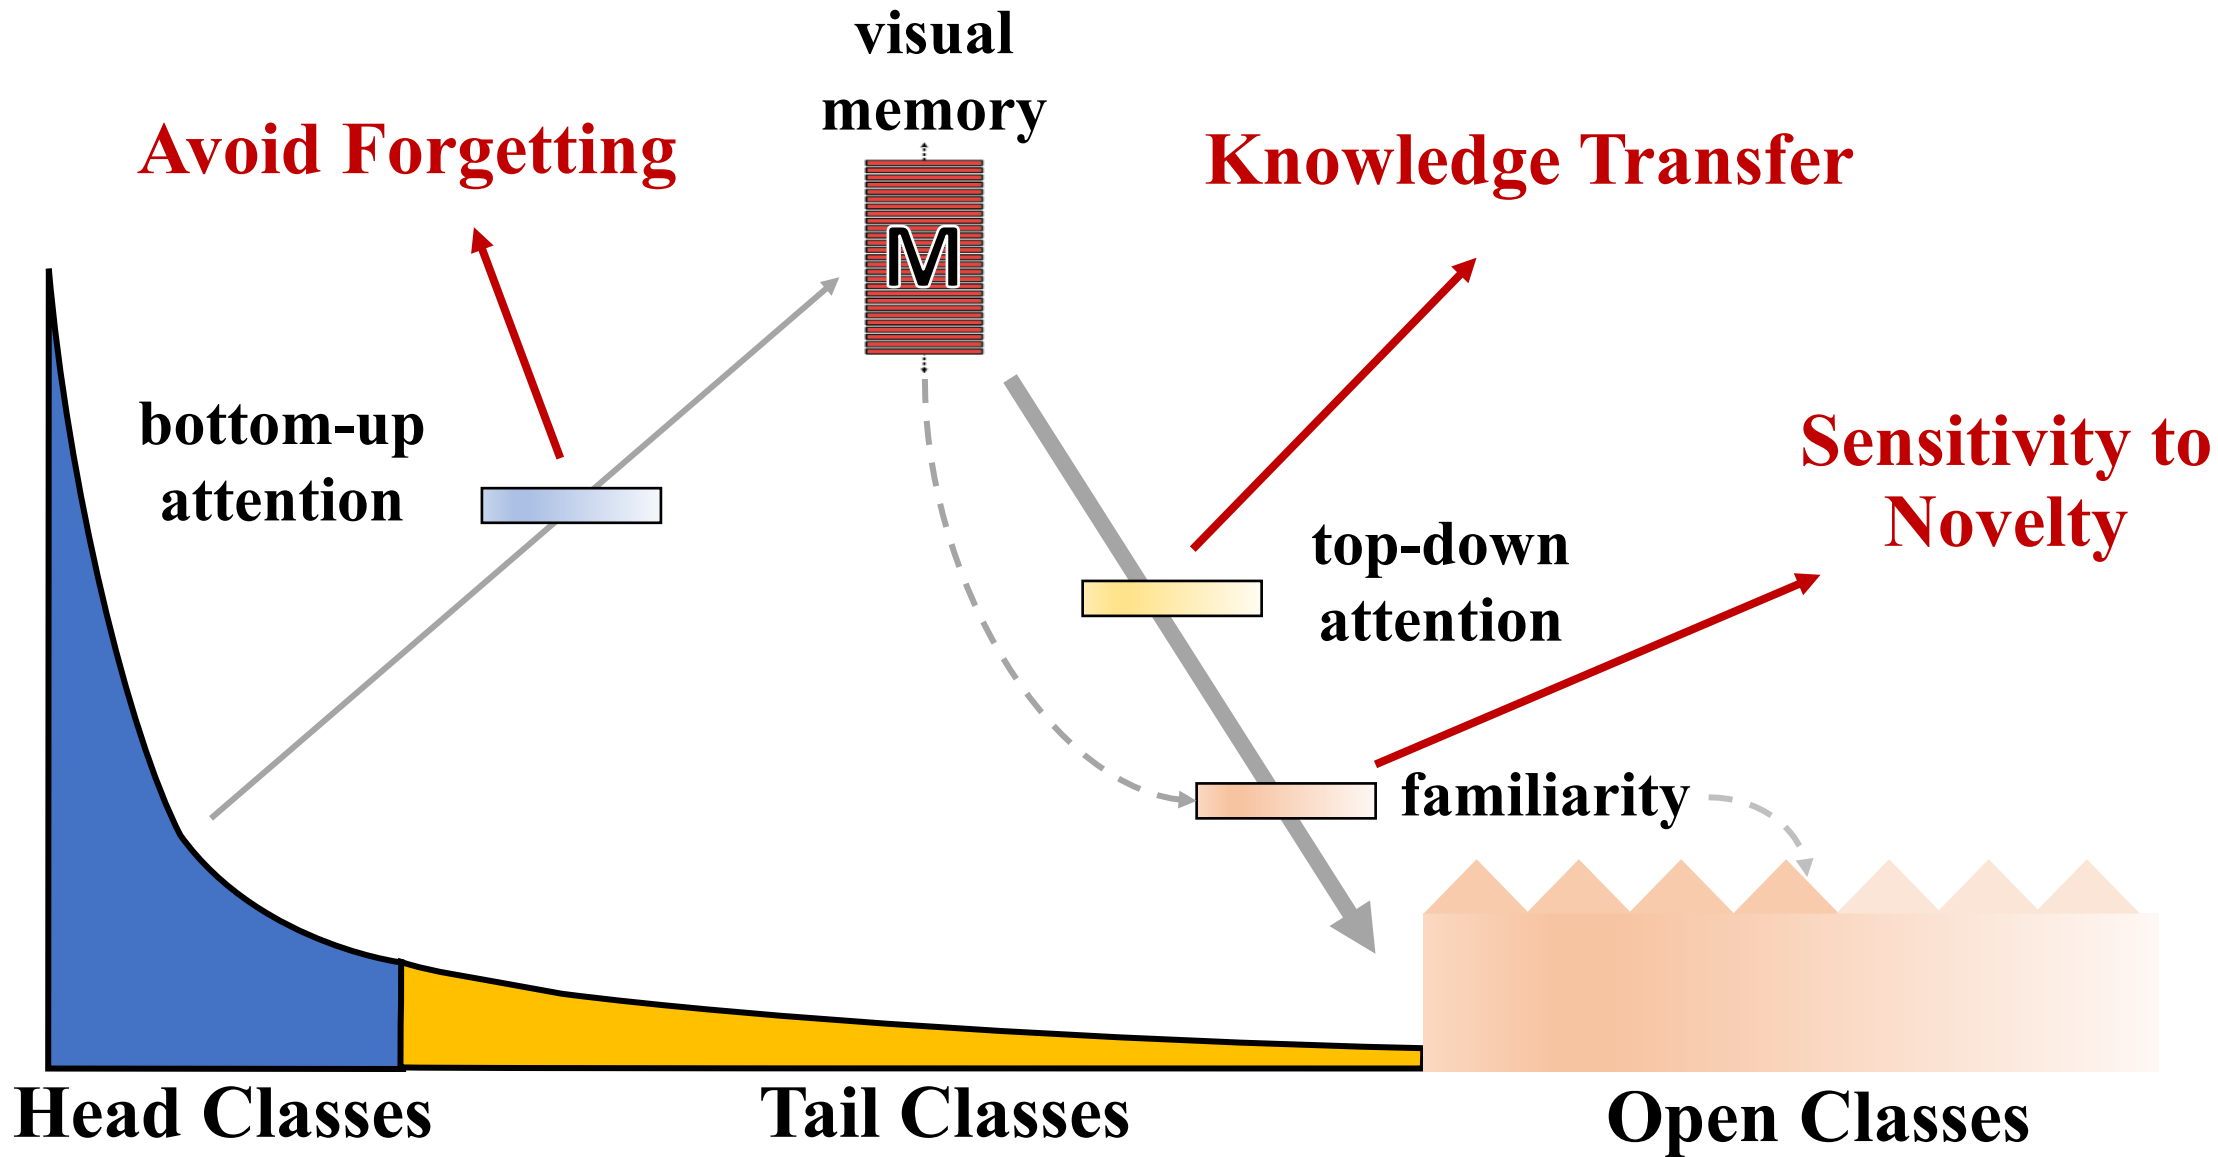 visual
memory
Avoid Forgetting
Knowledge Transfer
M
bottom-up
attention
Sensitivity to
Novelty
top-down
attention
familiarity
Head Classes
Tail Classes
Open Classes